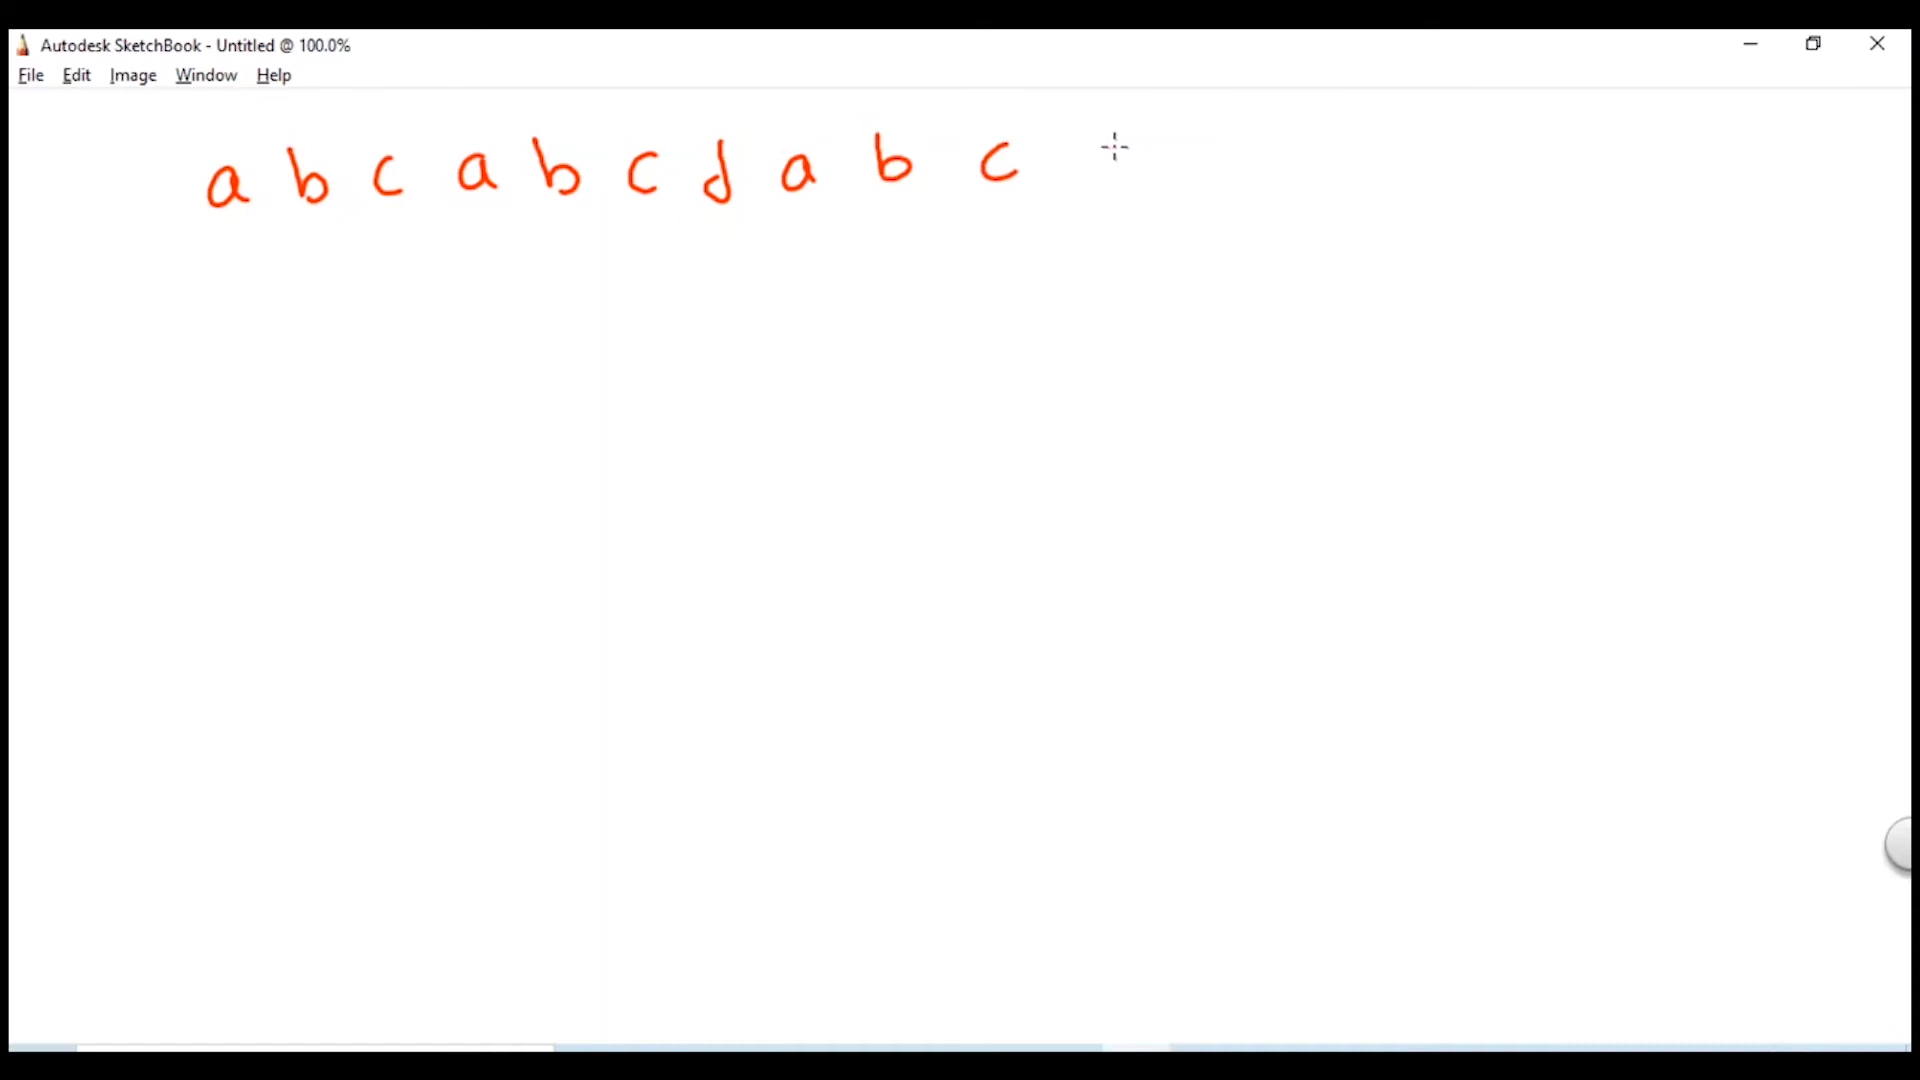 Autodesk SketchBook - Untitled @ 100.0%
File Edit Image Window Help
a b c a b c d a b c